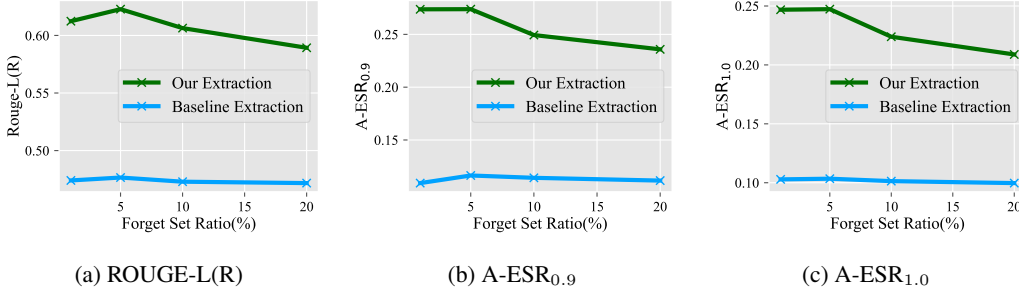 Rouge-L(R)
0.60
0.55
0.50
Our Extraction
Baseline Extraction
5 10 15 20
Forget Set Ratio(%)
(a) ROUGE-L(R)
A-ESR0.9
0.25
0.20
0.15
Our Extraction
Baseline Extraction
5 10 15 20
Forget Set Ratio(%)
(b) A-ESR0.9
A-ESR1.0
0.25
0.20
0.15
0.10
Our Extraction
Baseline Extraction
5 10 15 20
Forget Set Ratio(%)
(c) A-ESR1.0